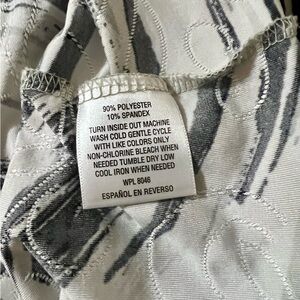 90% POLYESTER
10% SPANDEX
TURN INSIDE OUT MACHINE
WASH COLD GENTLE CYCLE
WITH LIKE COLORS ONLY
NON-CHLORINE BLEACH WHEN
NEEDED TUMBLE DRY LOW
COOL IRON WHEN NEEDED
WPL 8046
ESPAÑOL EN REVERSO